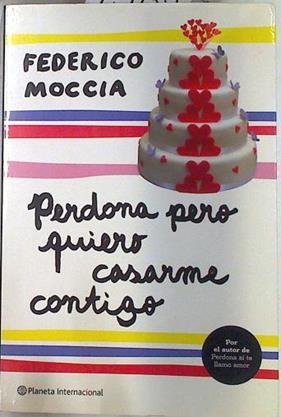 FEDERICO
MOCCIA
Perdona pero
quiero
casarme
contigo
Por
el autor de
Perdona si te
llamo amor
Planeta Internacional